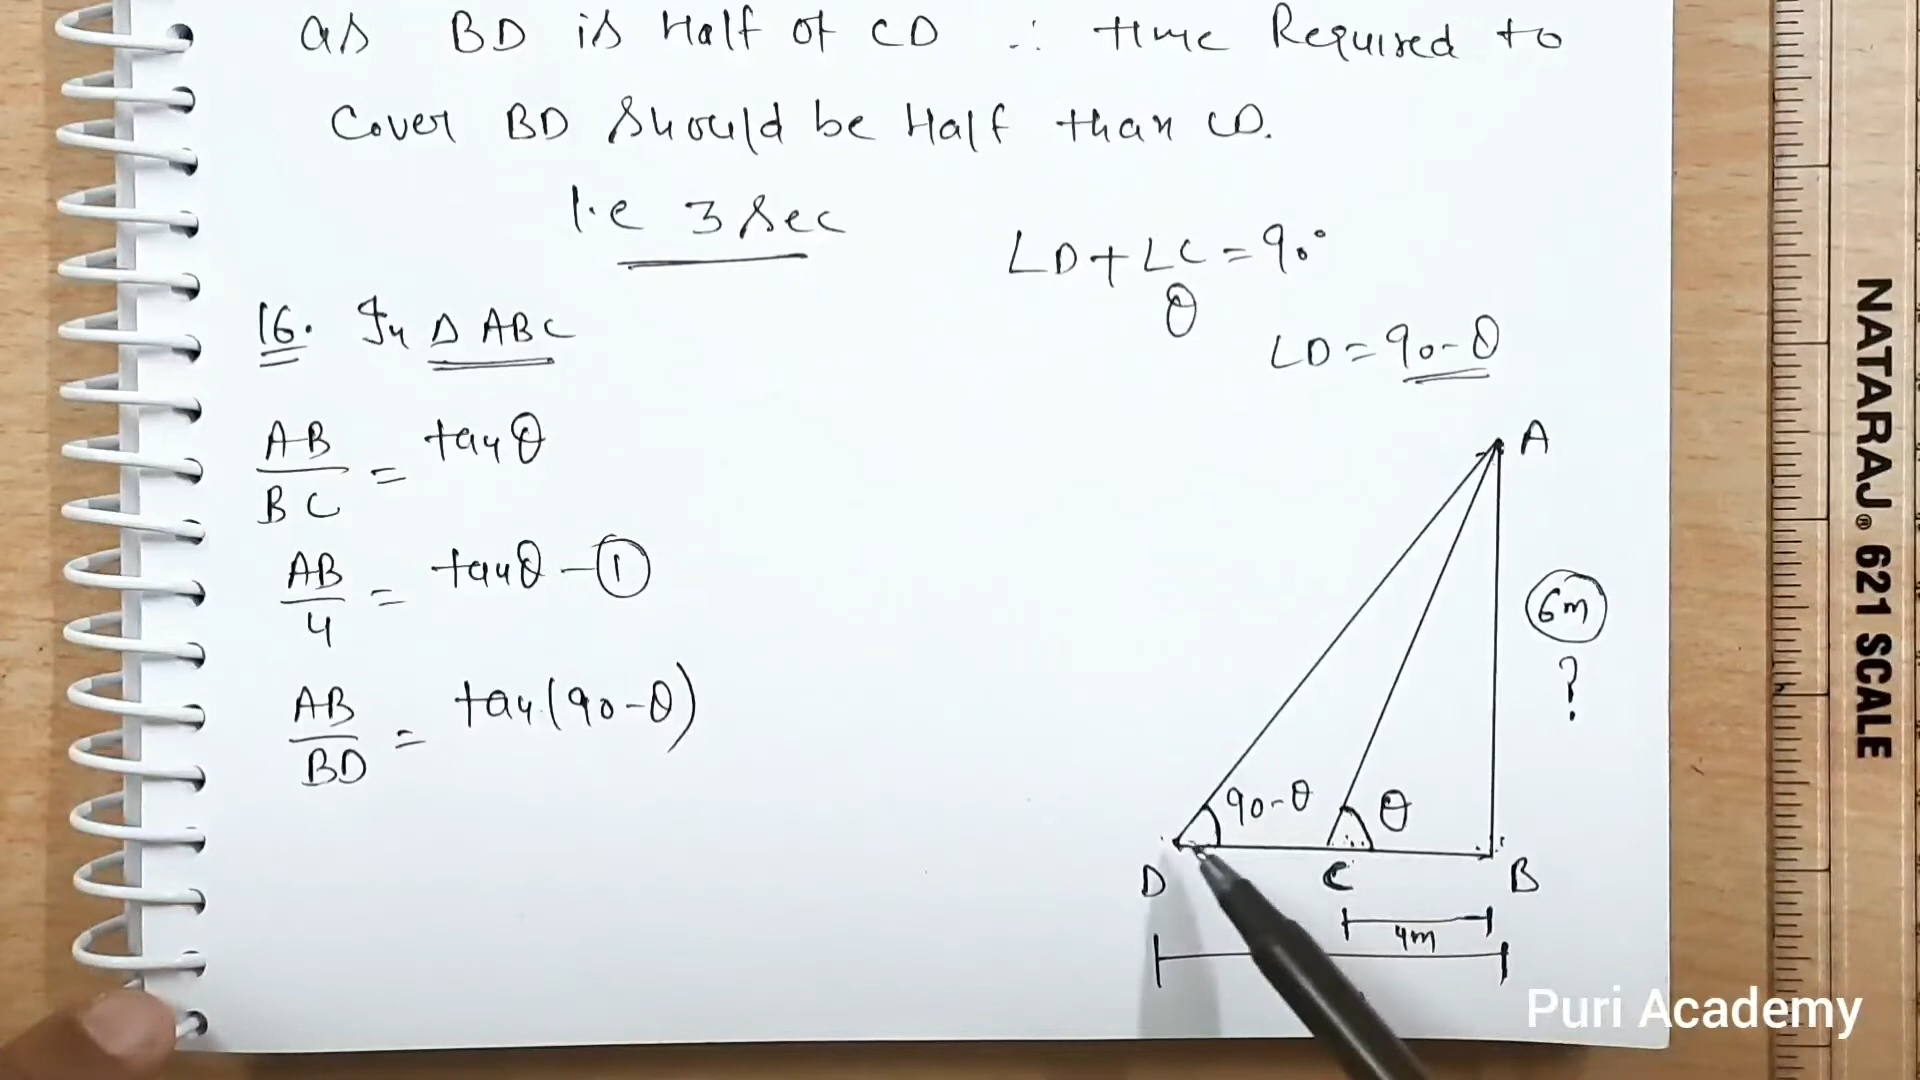 as BD is Half of CD ∴ time Required to
Cover BD Should be Half than CD.
I.e 3 Sec
∠D + ∠C = 90°
θ
∠D = 90-θ
16. In Δ ABC
AB/BC = tanθ
AB/4 = tanθ - ①
AB/BD = tan(90-θ)
A
6m
?
90-θ
θ
D C B
4m
Puri Academy
NATARAJ® 621 SCALE